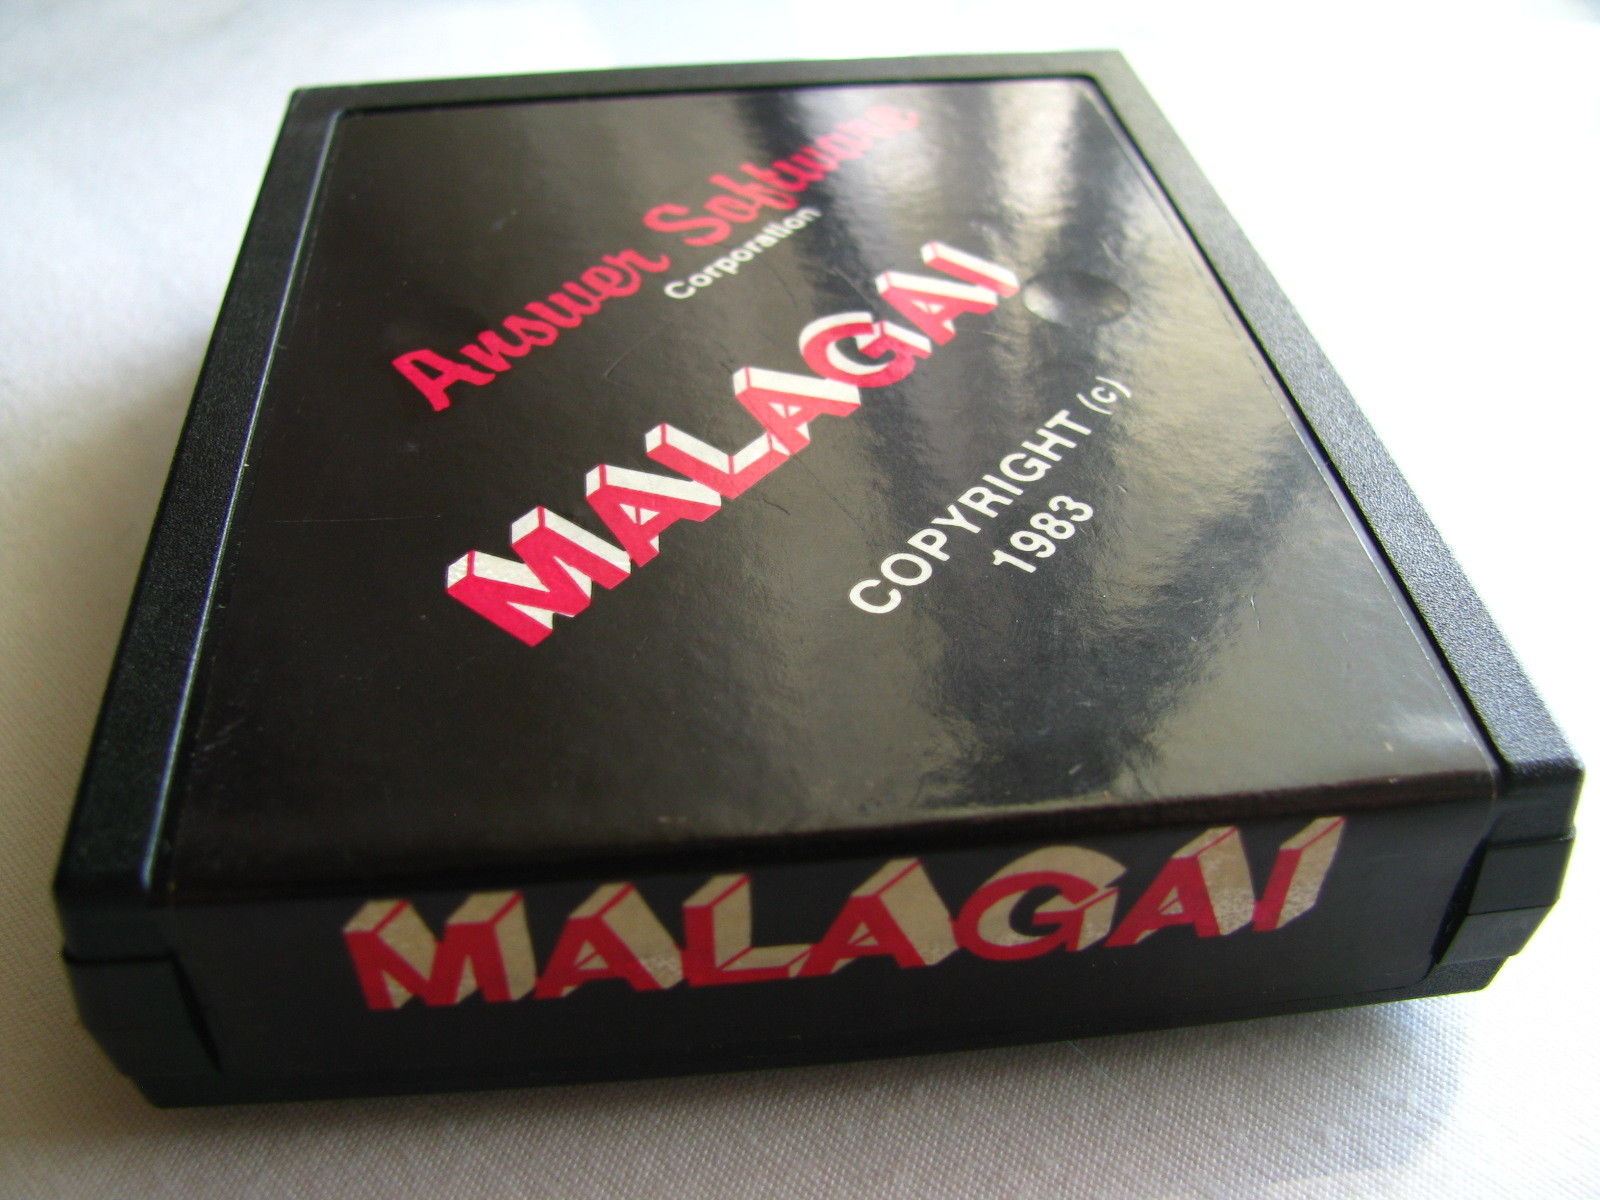 Answer Software
Corporation
MALAGAI
COPYRIGHT (c)
1983
MALAGAI